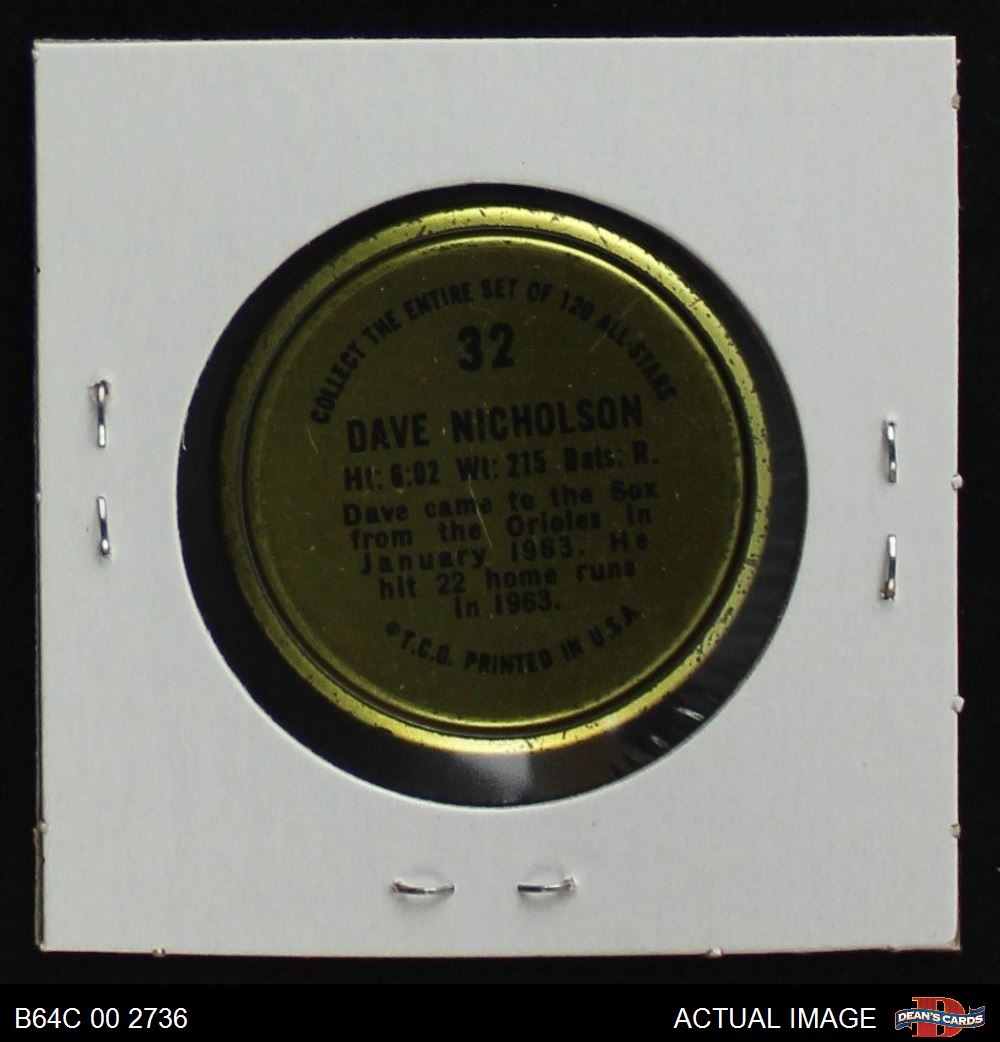 COLLECT THE ENTIRE SET OF 120 ALL-STARS
32
DAVE NICHOLSON
Ht: 6:02 Wt: 215 Bats: R.
Dave came to the Sox
from the Orioles in
January 1963. He
hit 22 home runs
in 1963.
©T.C.G. PRINTED IN U.S.A.
B64C 00 2736
ACTUAL IMAGE
DEAN'S CARDS